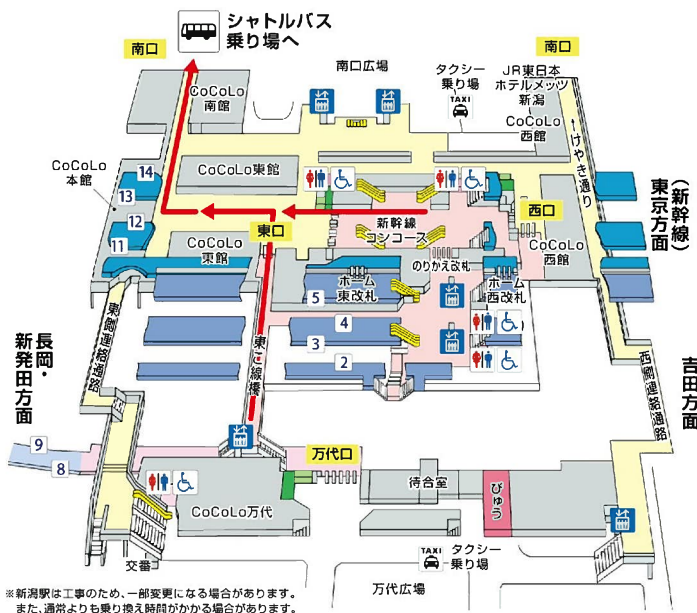 シャトルバス
乗り場へ
南口
南口広場
タクシー
乗り場
TAXI
JR東日本
ホテルメッツ
新潟
南口
CoCoLo
南館
CoCoLo
西館
←けやき通り
CoCoLo
本館
14
13
12
11
CoCoLo東館
東口
新幹線
コンコース
西口
CoCoLo
西館
(新幹線)
東京方面
CoCoLo
東館
のりかえ改札
ホーム
東改札
ホーム
西改札
5
4
3
2
東側連絡通路
東跨線橋
西側連絡通路
長岡・
新発田方面
吉田方面
9
8
万代口
CoCoLo万代
待合室
びゅう
交番
TAXI
タクシー
乗り場
万代広場
※新潟駅は工事のため、一部変更になる場合があります。
また、通常よりも乗り換え時間がかかる場合があります。